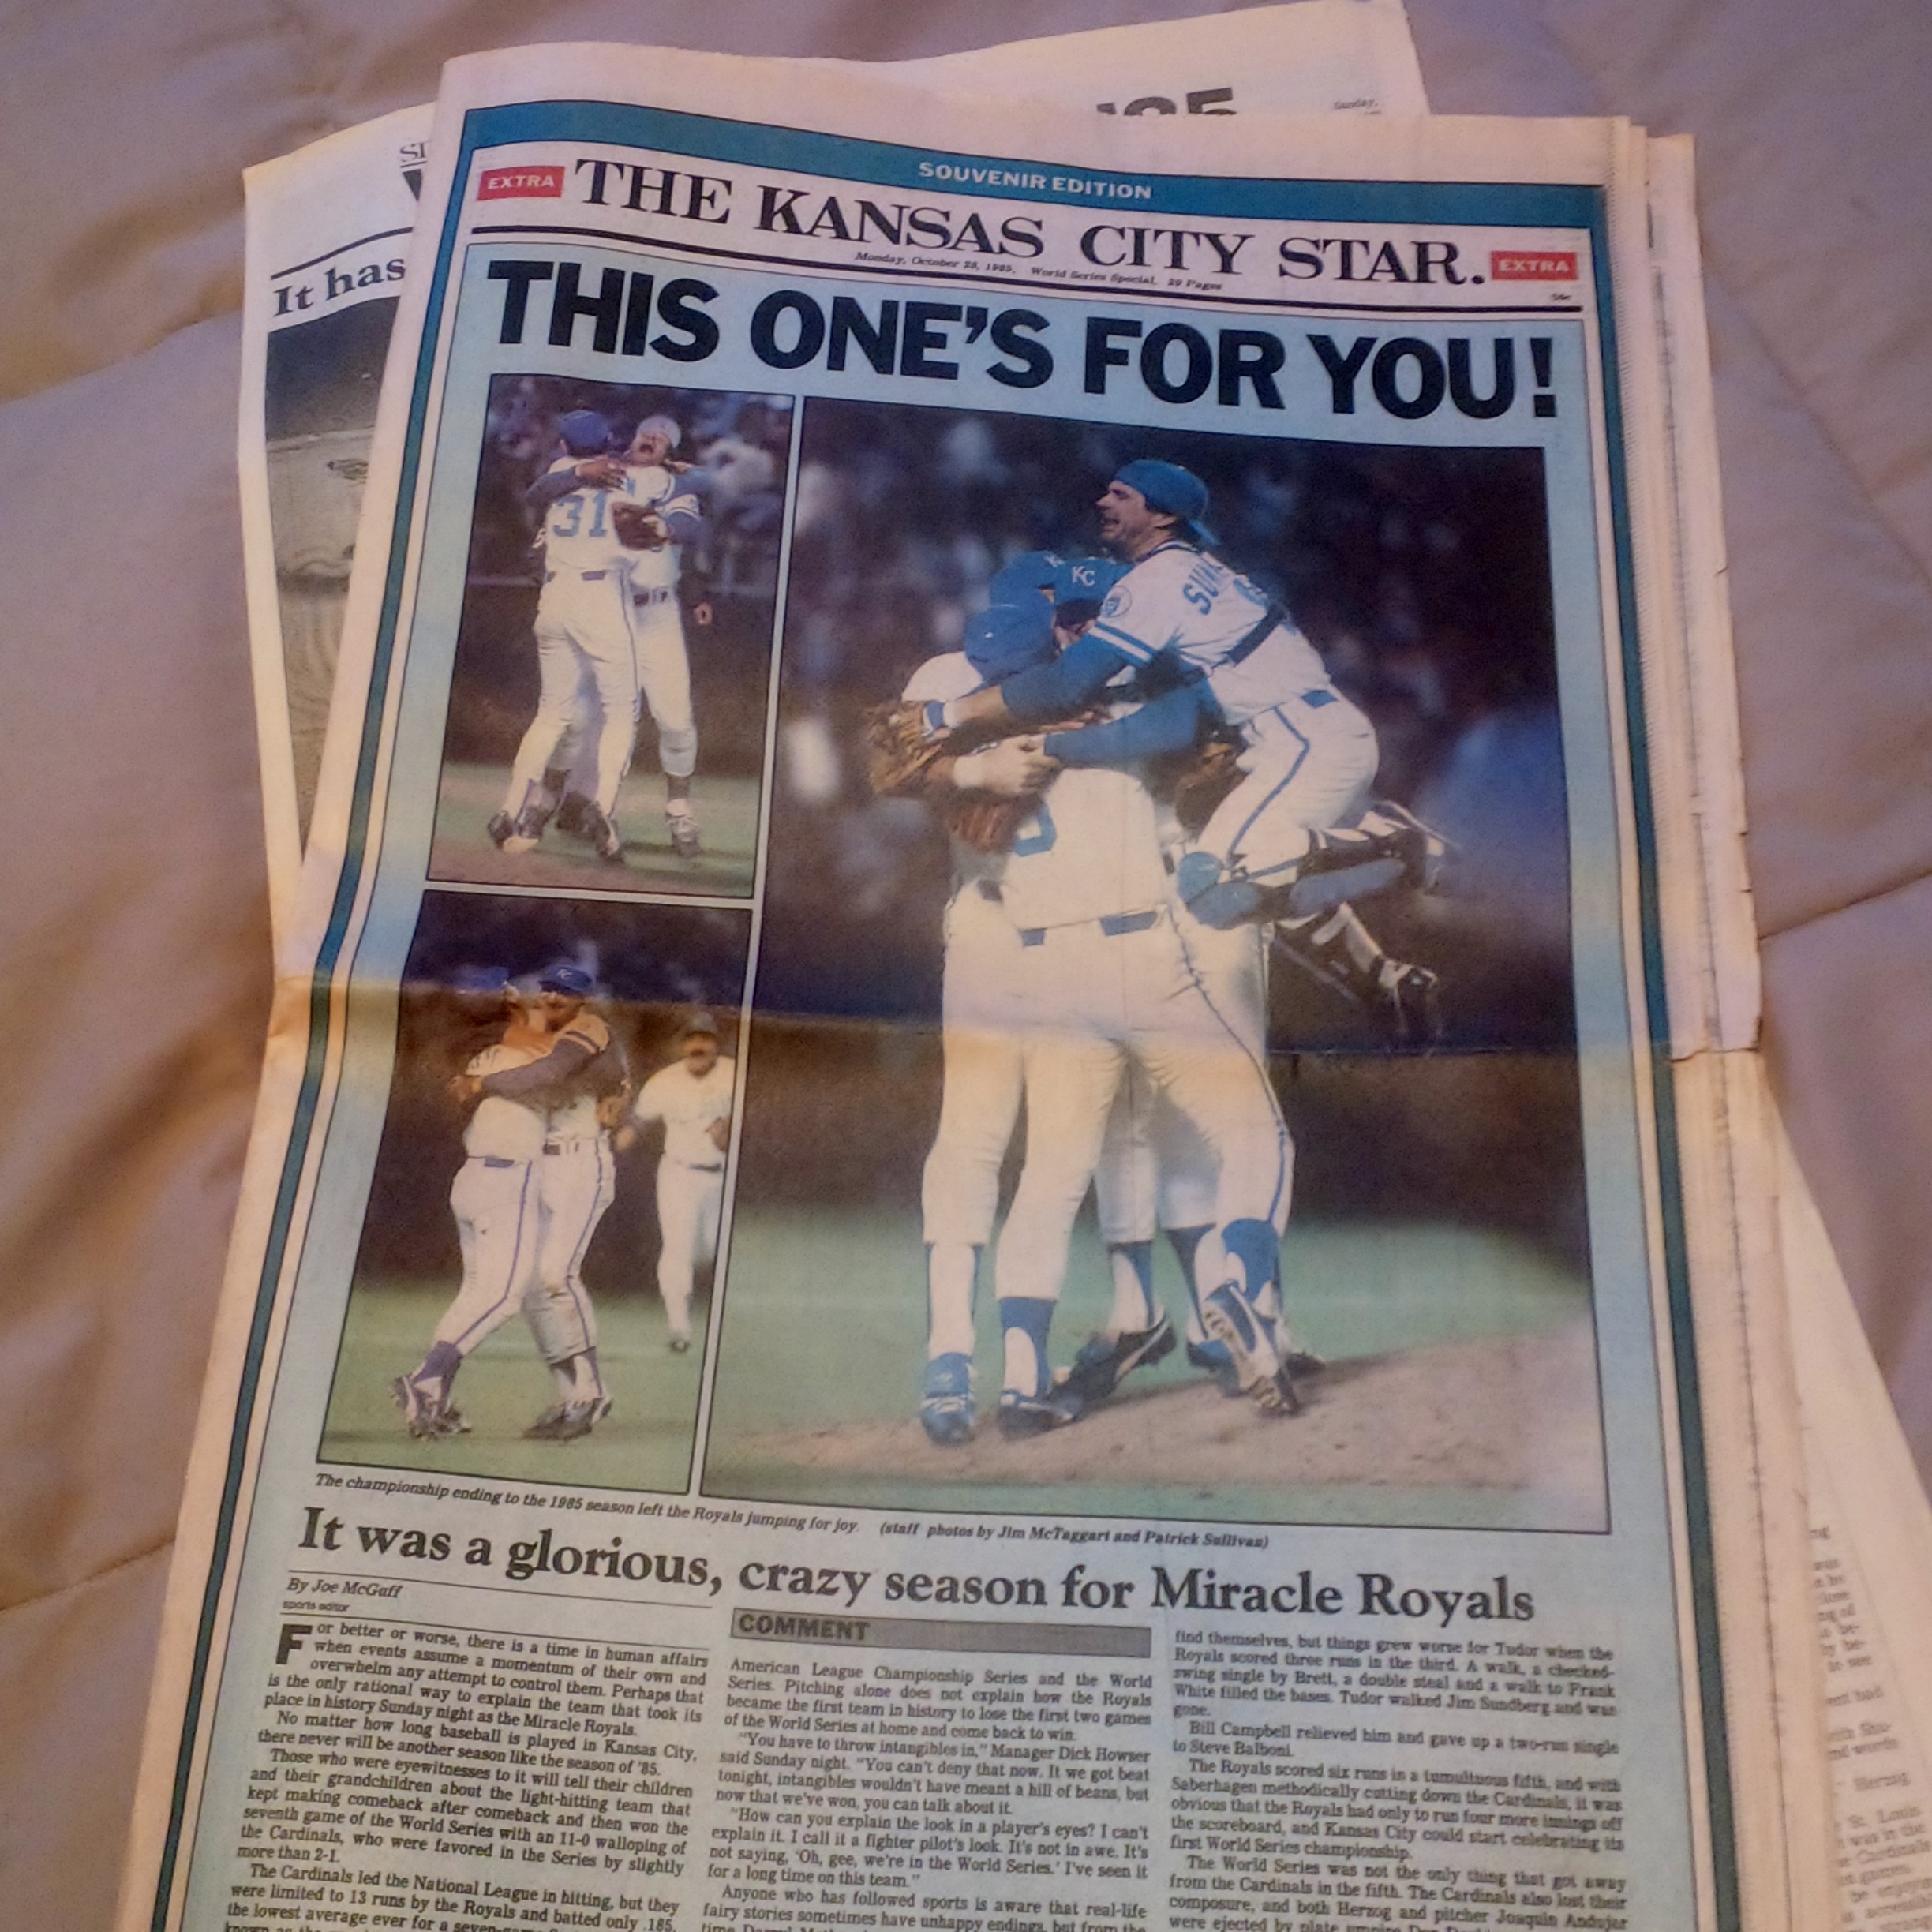 '85
Sunday,
It has
SOUVENIR EDITION
EXTRA THE KANSAS CITY STAR. EXTRA
Monday, October 28, 1985, World Series Special, 20 Pages
THIS ONE'S FOR YOU!
31
KC
KC
The championship ending to the 1985 season left the Royals jumping for joy. (staff photos by Jim McTaggart and Patrick Sullivan)
It was a glorious, crazy season for Miracle Royals
By Joe McGuff
sports editor
For better or worse, there is a time in human affairs
when events assume a momentum of their own and
overwhelm any attempt to control them. Perhaps that
is the only rational way to explain the team that took its
place in history Sunday night as the Miracle Royals.
No matter how long baseball is played in Kansas City,
there never will be another season like the season of '85.
Those who were eyewitnesses to it will tell their children
and their grandchildren about the light-hitting team that
kept making comeback after comeback and then won the
seventh game of the World Series with an 11-0 walloping of
the Cardinals, who were favored in the Series by slightly
more than 2-1.
The Cardinals led the National League in hitting, but they
were limited to 13 runs by the Royals and batted only .185,
the lowest average ever for a seven-game
COMMENT
American League Championship Series and the World
Series. Pitching alone does not explain how the Royals
became the first team in history to lose the first two games
of the World Series at home and come back to win.
"You have to throw intangibles in," Manager Dick Howser
said Sunday night. "You can't deny that now. It we got beat
tonight, intangibles wouldn't have meant a hill of beans, but
now that we've won, you can talk about it.
"How can you explain the look in a player's eyes? I can't
explain it. I call it a fighter pilot's look. It's not in awe. It's
not saying, 'Oh, gee, we're in the World Series.' I've seen it
for a long time on this team."
Anyone who has followed sports is aware that real-life
fairy stories sometimes have unhappy endings, but from the
find themselves, but things grew worse for Tudor when the
Royals scored three runs in the third. A walk, a checked-
swing single by Brett, a double steal and a walk to Frank
White filled the bases. Tudor walked Jim Sundberg and was
gone.
Bill Campbell relieved him and gave up a two-run single
to Steve Balboni.
The Royals scored six runs in a tumultuous fifth, and with
Saberhagen methodically cutting down the Cardinals, it was
obvious that the Royals had only to run four more innings off
the scoreboard, and Kansas City could start celebrating its
first World Series championship.
The World Series was not the only thing that got away
from the Cardinals in the fifth. The Cardinals also lost their
composure, and both Herzog and pitcher Joaquin Andujar
were ejected by plate umpire